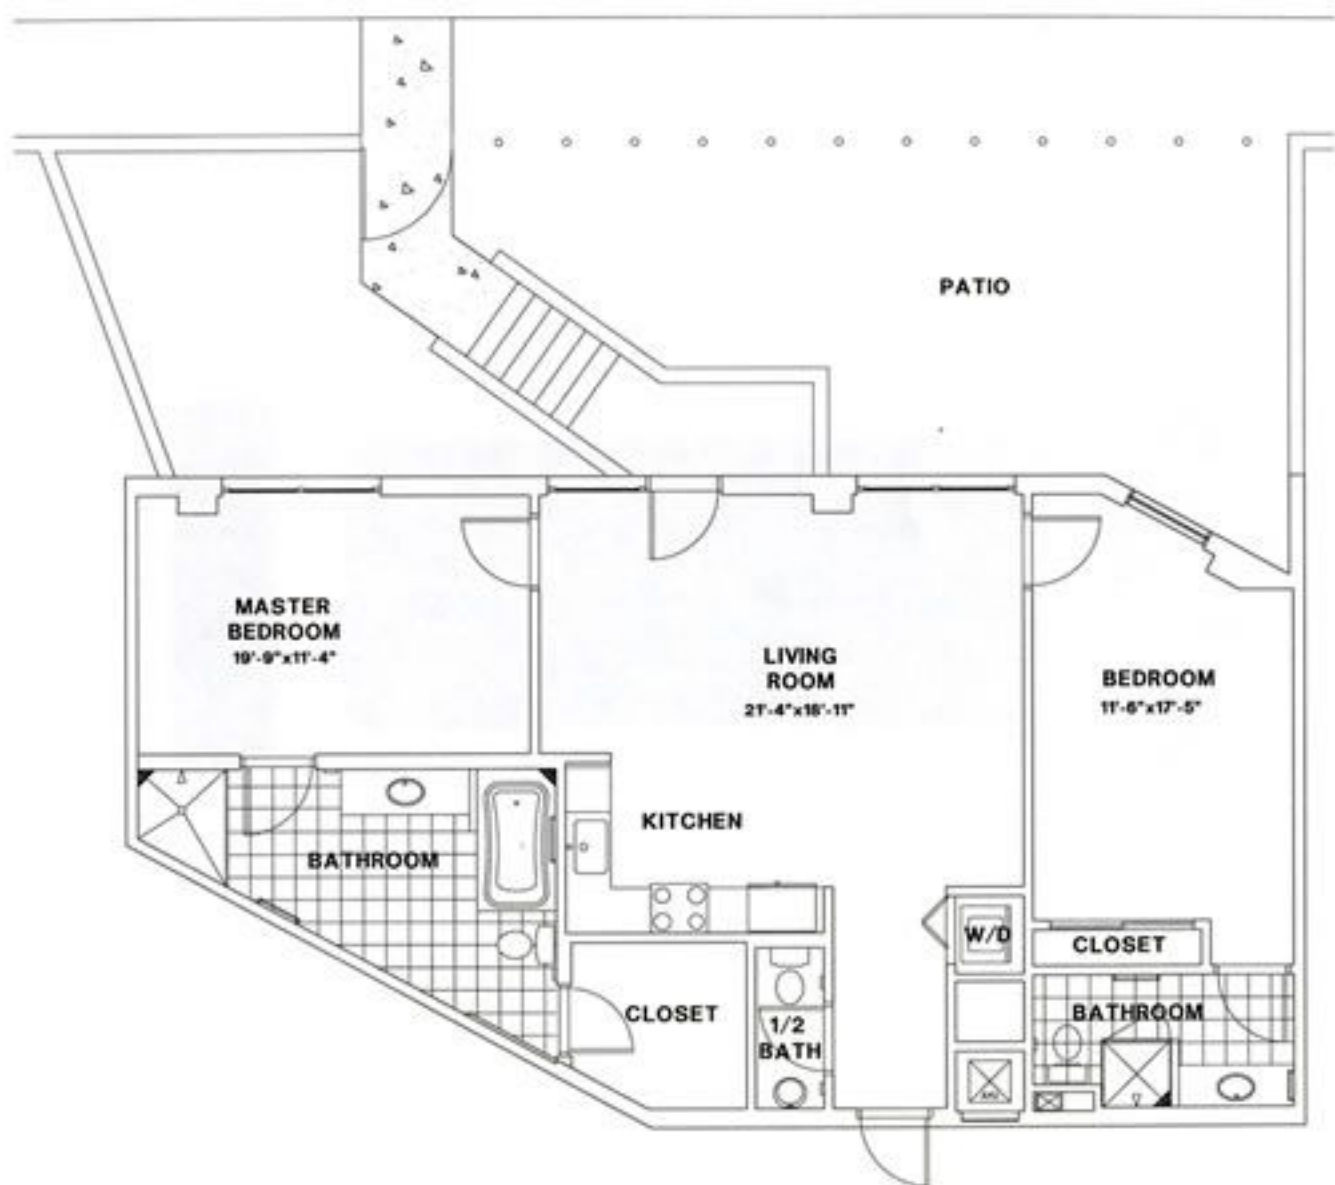 PATIO
MASTER
BEDROOM
19'-9"x11'-4"
LIVING
ROOM
21'-4"x18'-11"
BEDROOM
11'-6"x17'-5"
KITCHEN
BATHROOM
W/D
CLOSET
CLOSET
BATHROOM
1/2
BATH
AHU